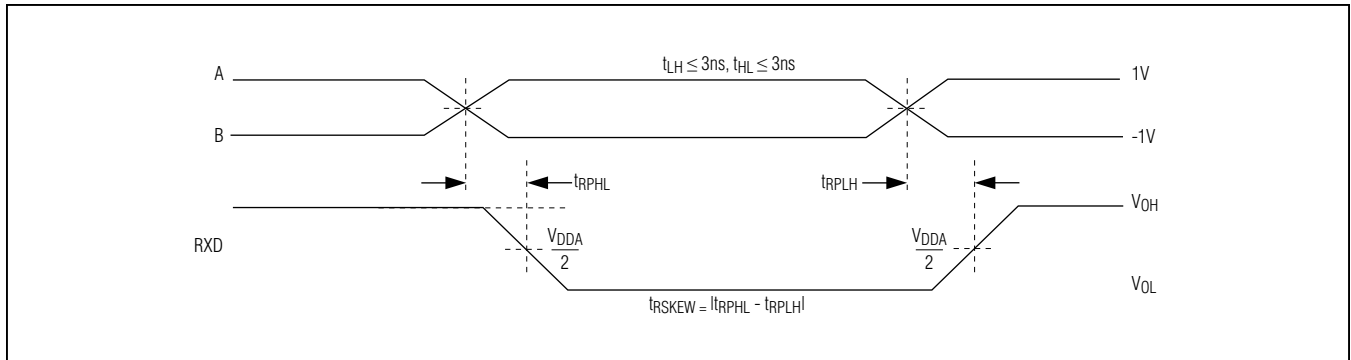 A
tLH ≤ 3ns, tHL ≤ 3ns
1V
B
-1V
tRPHL
tRPLH
VOH
RXD
VDDA
2
VDDA
2
VOL
tRSKEW = |tRPHL - tRPLH|